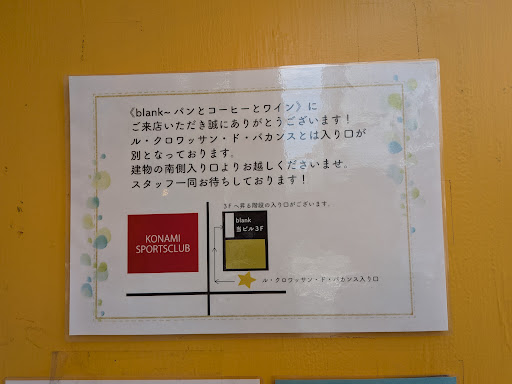 《blank~ パンとコーヒーとワイン》に
ご来店いただき誠にありがとうございます！
ル・クロワッサン・ド・バカンスとは入り口が
別となっております。
建物の南側入り口よりお越しくださいませ。
スタッフ一同お待ちしております！
3Fへ昇る階段の入り口がございます。
blank
当ビル3F
KONAMI
SPORTSCLUB
ル・クロワッサン・ド・バカンス入り口